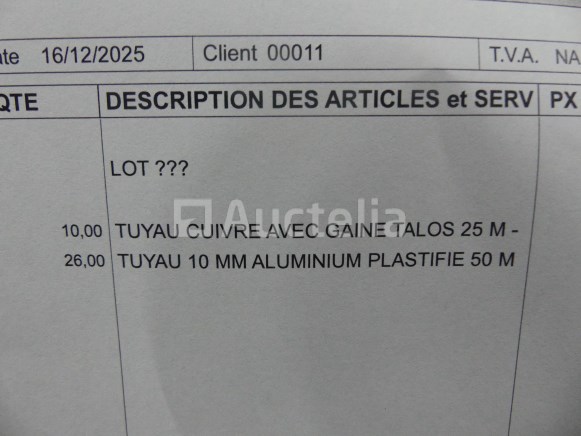 ate 16/12/2025 Client 00011 T.V.A. NA
QTE DESCRIPTION DES ARTICLES et SERV PX
LOT ???
Auctelia
10,00 TUYAU CUIVRE AVEC GAINE TALOS 25 M -
26,00 TUYAU 10 MM ALUMINIUM PLASTIFIE 50 M